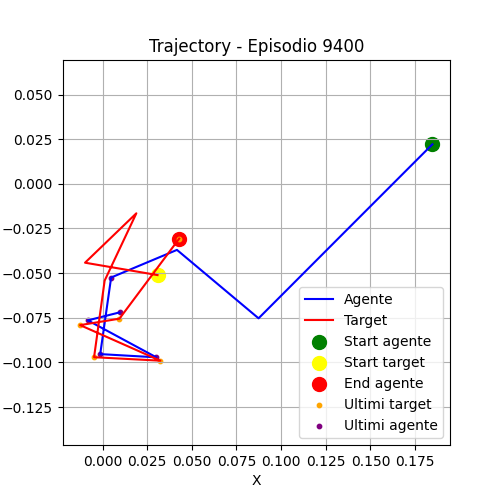 Trajectory - Episodio 9400
0.050
0.025
0.000
−0.025
−0.050
−0.075
−0.100
−0.125
Agente
Target
Start agente
Start target
End agente
Ultimi target
Ultimi agente
0.000 0.025 0.050 0.075 0.100 0.125 0.150 0.175
X